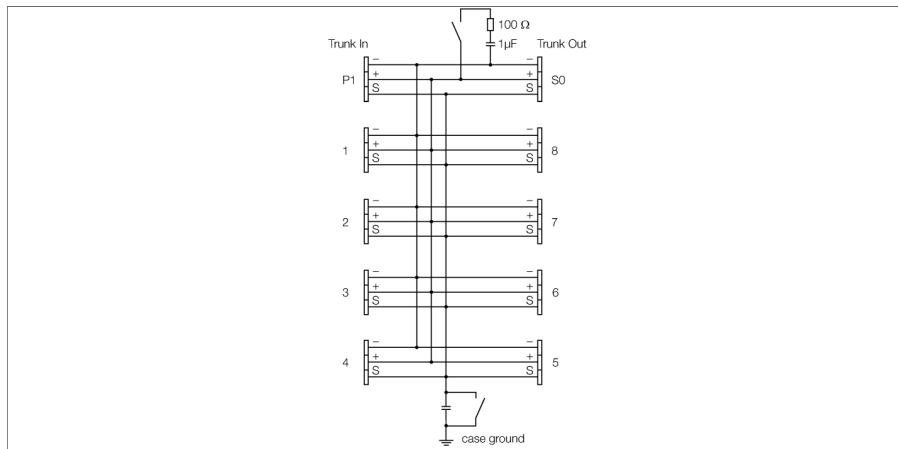 100 Ω
Trunk In 1µF Trunk Out
− −
P1 + + S0
S S
− −
1 + + 8
S S
− −
2 + + 7
S S
− −
3 + + 6
S S
− −
4 + + 5
S S
case ground